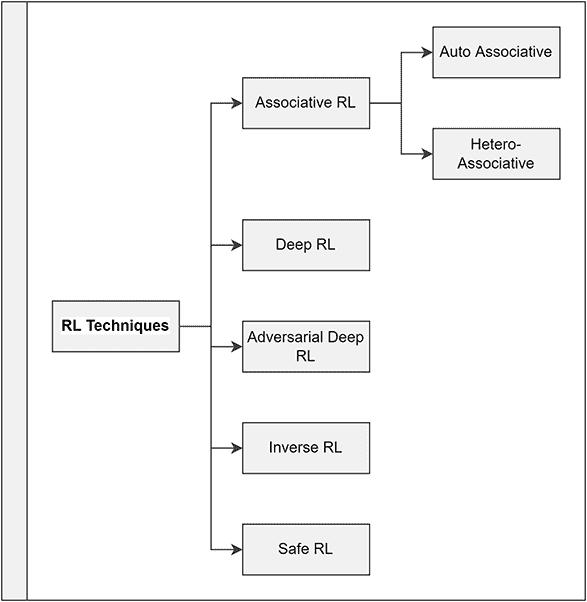 Auto Associative
Associative RL
Hetero-
Associative
Deep RL
RL Techniques
Adversarial Deep
RL
Inverse RL
Safe RL